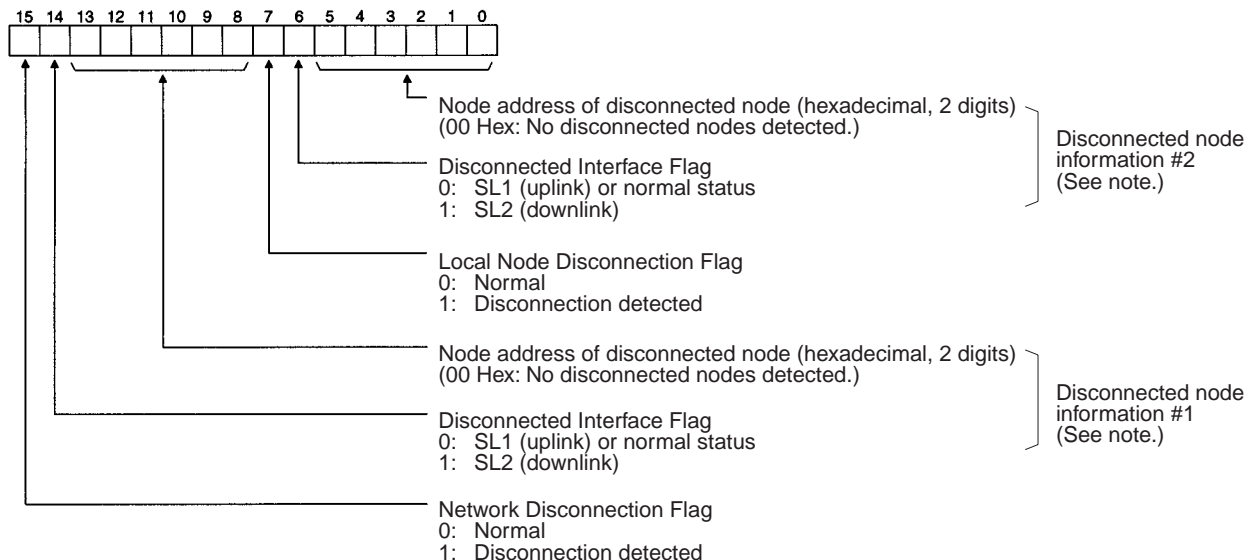 15 14 13 12 11 10 9 8 7 6 5 4 3 2 1 0
Node address of disconnected node (hexadecimal, 2 digits)
(00 Hex: No disconnected nodes detected.)
Disconnected Interface Flag
0: SL1 (uplink) or normal status
1: SL2 (downlink)
Disconnected node
information #2
(See note.)
Local Node Disconnection Flag
0: Normal
1: Disconnection detected
Node address of disconnected node (hexadecimal, 2 digits)
(00 Hex: No disconnected nodes detected.)
Disconnected Interface Flag
0: SL1 (uplink) or normal status
1: SL2 (downlink)
Disconnected node
information #1
(See note.)
Network Disconnection Flag
0: Normal
1: Disconnection detected